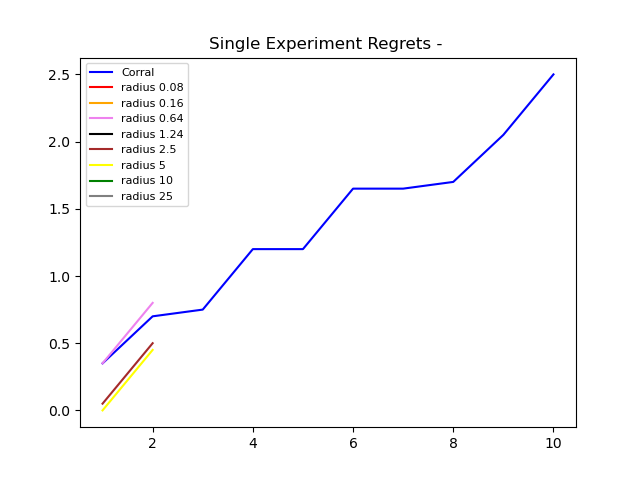 Single Experiment Regrets -
Corral
radius 0.08
radius 0.16
radius 0.64
radius 1.24
radius 2.5
radius 5
radius 10
radius 25
2.5
2.0
1.5
1.0
0.5
0.0
2 4 6 8 10